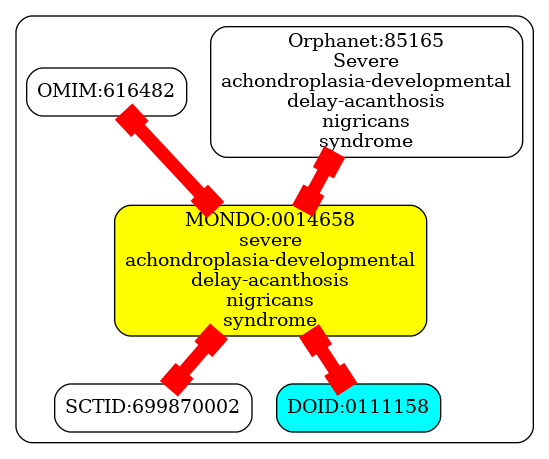 OMIM:616482
Orphanet:85165
Severe
achondroplasia-developmental
delay-acanthosis
nigricans
syndrome
MONDO:0014658
severe
achondroplasia-developmental
delay-acanthosis
nigricans
syndrome
SCTID:699870002
DOID:0111158